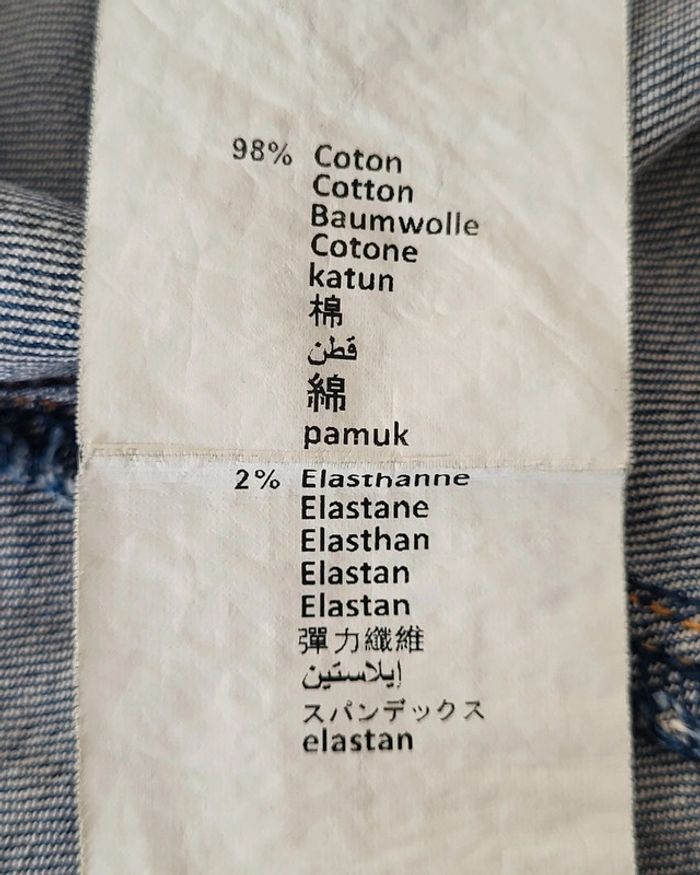 98% Coton
Cotton
Baumwolle
Cotone
katun
棉
قطن
綿
pamuk
2% Elasthanne
Elastane
Elasthan
Elastan
Elastan
彈力纖維
إيلاستين
スパンデックス
elastan